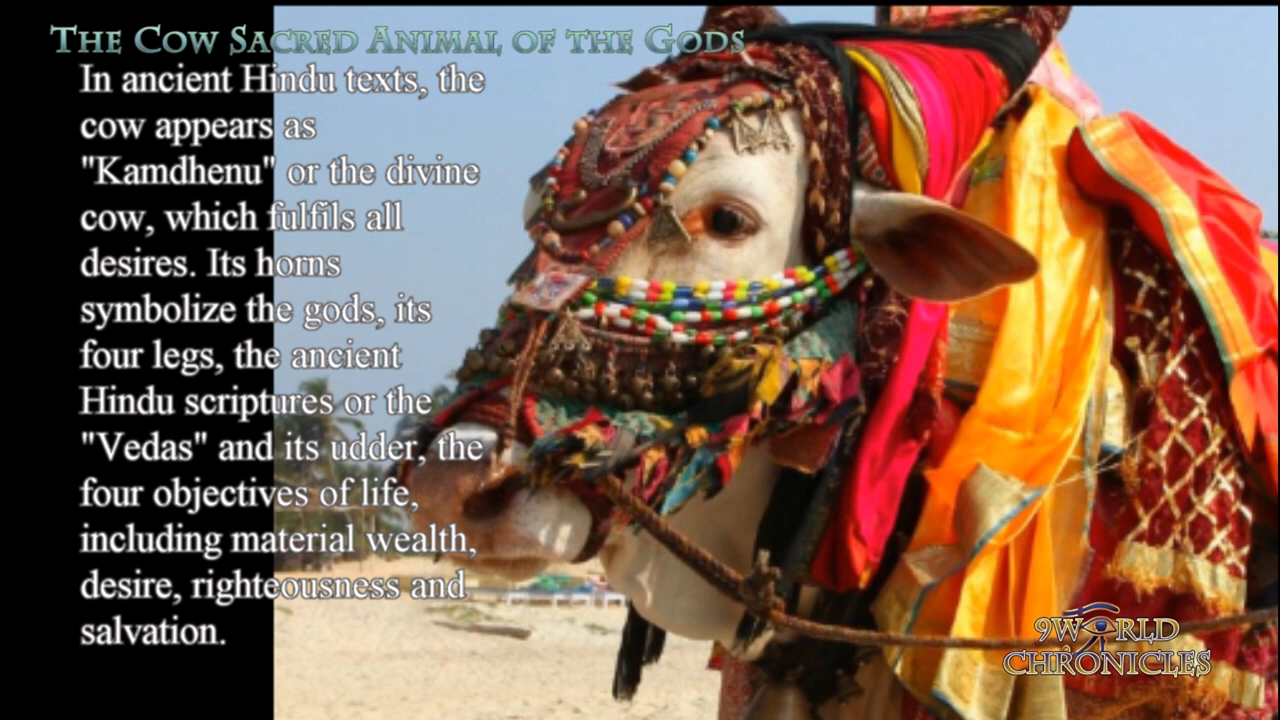 The Cow Sacred Animal of the Gods
In ancient Hindu texts, the
cow appears as
"Kamdhenu" or the divine
cow, which fulfils all
desires. Its horns
symbolize the gods, its
four legs, the ancient
Hindu scriptures or the
"Vedas" and its udder, the
four objectives of life,
including material wealth,
desire, righteousness and
salvation.
9WORLD
CHRONICLES